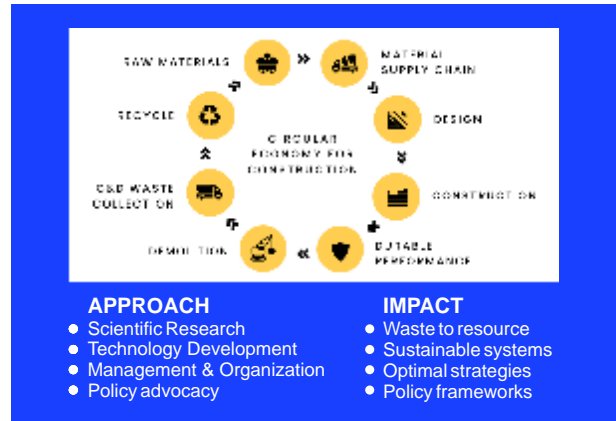 RAW MATERIALS
MATERIAL
SUPPLY CHAIN
RECYCLE
DESIGN
CIRCULAR
ECONOMY FOR
CONSTRUCTION
C&D WASTE
COLLECTION
CONSTRUCTION
DEMOLITION
DURABLE
PERFORMANCE
APPROACH
Scientific Research
Technology Development
Management & Organization
Policy advocacy
IMPACT
Waste to resource
Sustainable systems
Optimal strategies
Policy frameworks